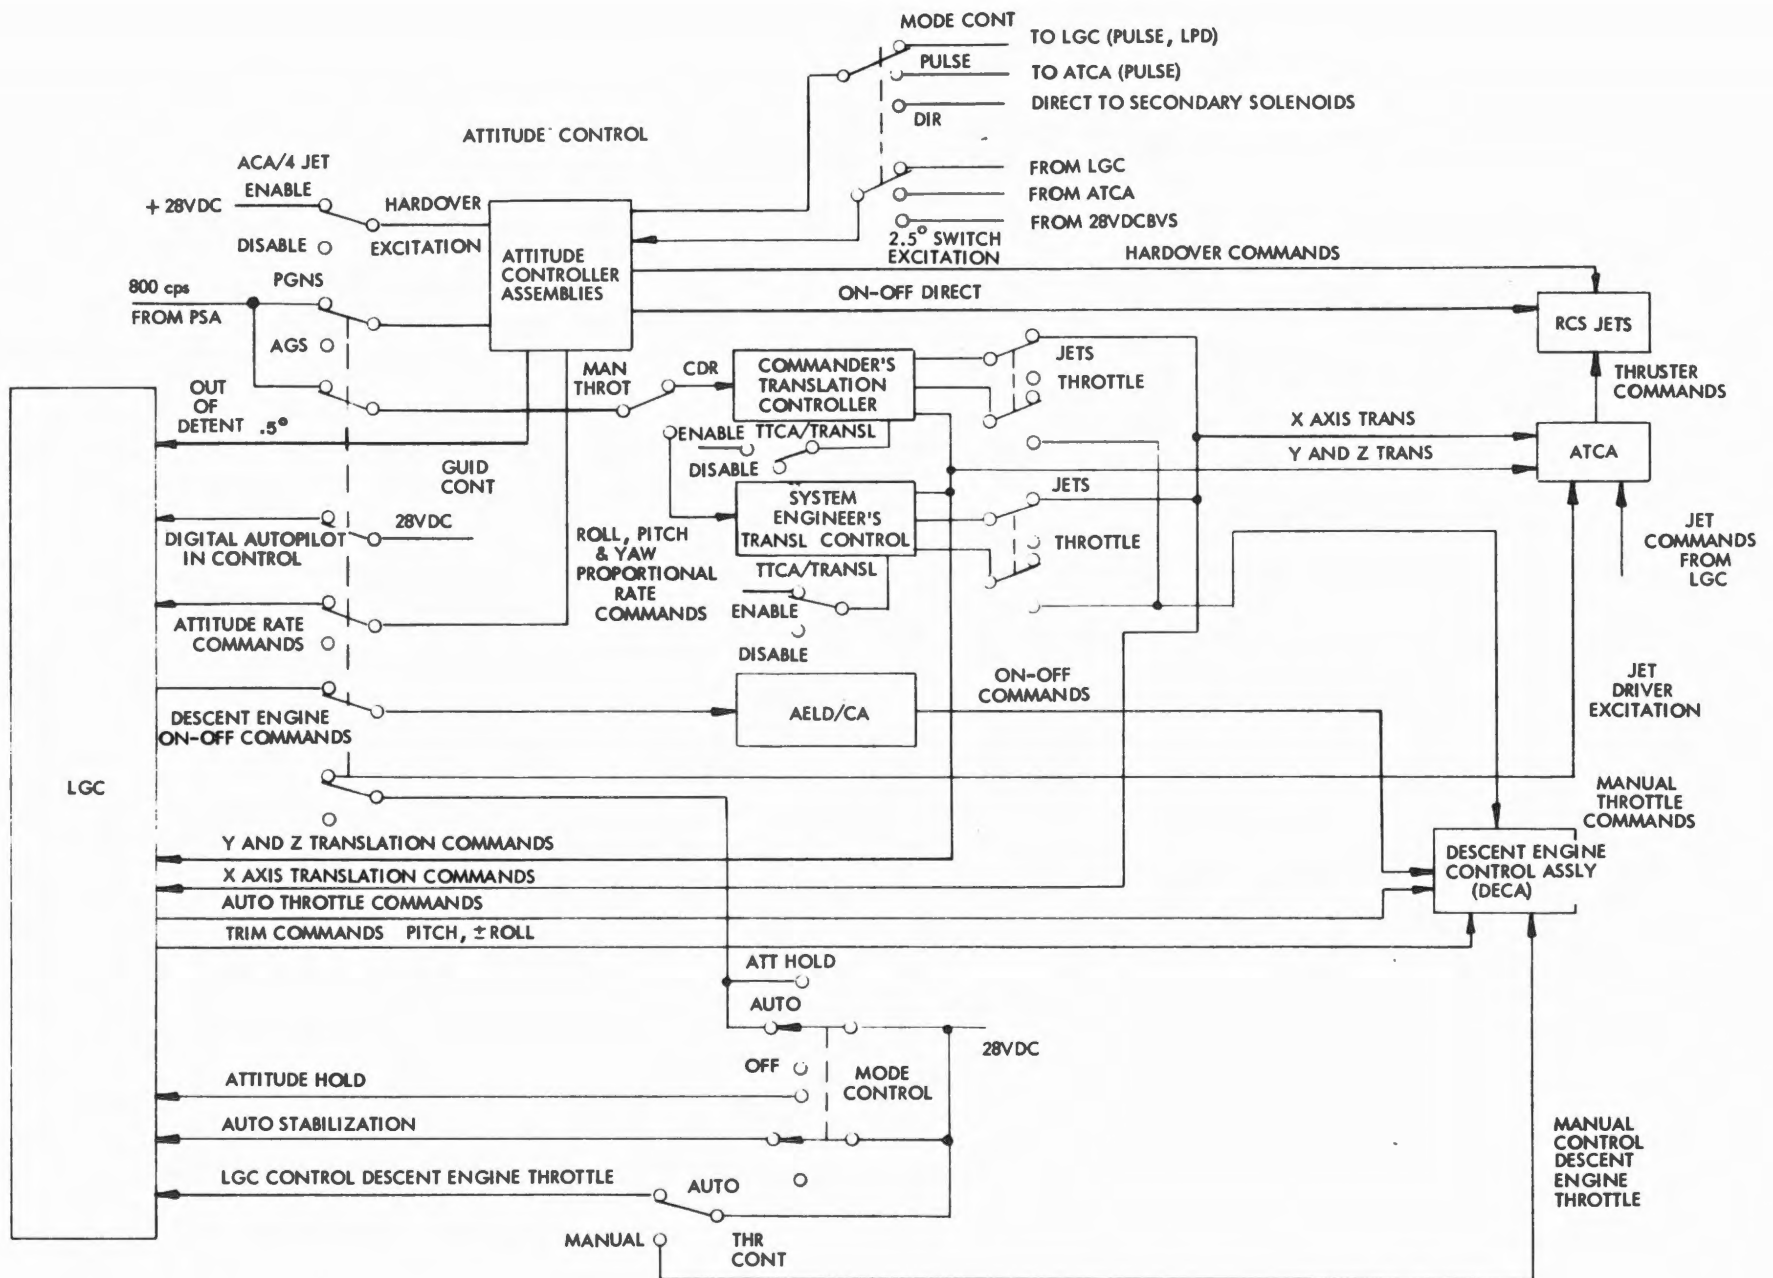 MODE CONT
TO LGC (PULSE, LPD)
PULSE
TO ATCA (PULSE)
DIRECT TO SECONDARY SOLENOIDS
DIR
ATTITUDE CONTROL
ACA/4 JET
ENABLE
+ 28VDC
HARDOVER
DISABLE
EXCITATION
FROM LGC
FROM ATCA
FROM 28VDCBVS
2.5° SWITCH
EXCITATION
ATTITUDE
CONTROLLER
ASSEMBLIES
HARDOVER COMMANDS
ON-OFF DIRECT
800 cps
FROM PSA
PGNS
AGS
RCS JETS
OUT
OF
DETENT .5°
MAN
THROT
CDR
COMMANDER'S
TRANSLATION
CONTROLLER
JETS
THROTTLE
THRUSTER
COMMANDS
ENABLE
TTCA/TRANSL
DISABLE
X AXIS TRANS
Y AND Z TRANS
ATCA
GUID
CONT
SYSTEM
ENGINEER'S
TRANSL CONTROL
JETS
THROTTLE
28VDC
DIGITAL AUTOPILOT
IN CONTROL
ROLL, PITCH
& YAW
PROPORTIONAL
RATE
COMMANDS
TTCA/TRANSL
ENABLE
DISABLE
JET
COMMANDS
FROM
LGC
ATTITUDE RATE
COMMANDS
ON-OFF
COMMANDS
JET
DRIVER
EXCITATION
AELD/CA
DESCENT ENGINE
ON-OFF COMMANDS
LGC
MANUAL
THROTTLE
COMMANDS
Y AND Z TRANSLATION COMMANDS
X AXIS TRANSLATION COMMANDS
AUTO THROTTLE COMMANDS
TRIM COMMANDS PITCH, ±ROLL
DESCENT ENGINE
CONTROL ASSLY
(DECA)
ATT HOLD
AUTO
28VDC
OFF
MODE
CONTROL
ATTITUDE HOLD
AUTO STABILIZATION
LGC CONTROL DESCENT ENGINE THROTTLE
AUTO
MANUAL
THR
CONT
MANUAL
CONTROL
DESCENT
ENGINE
THROTTLE